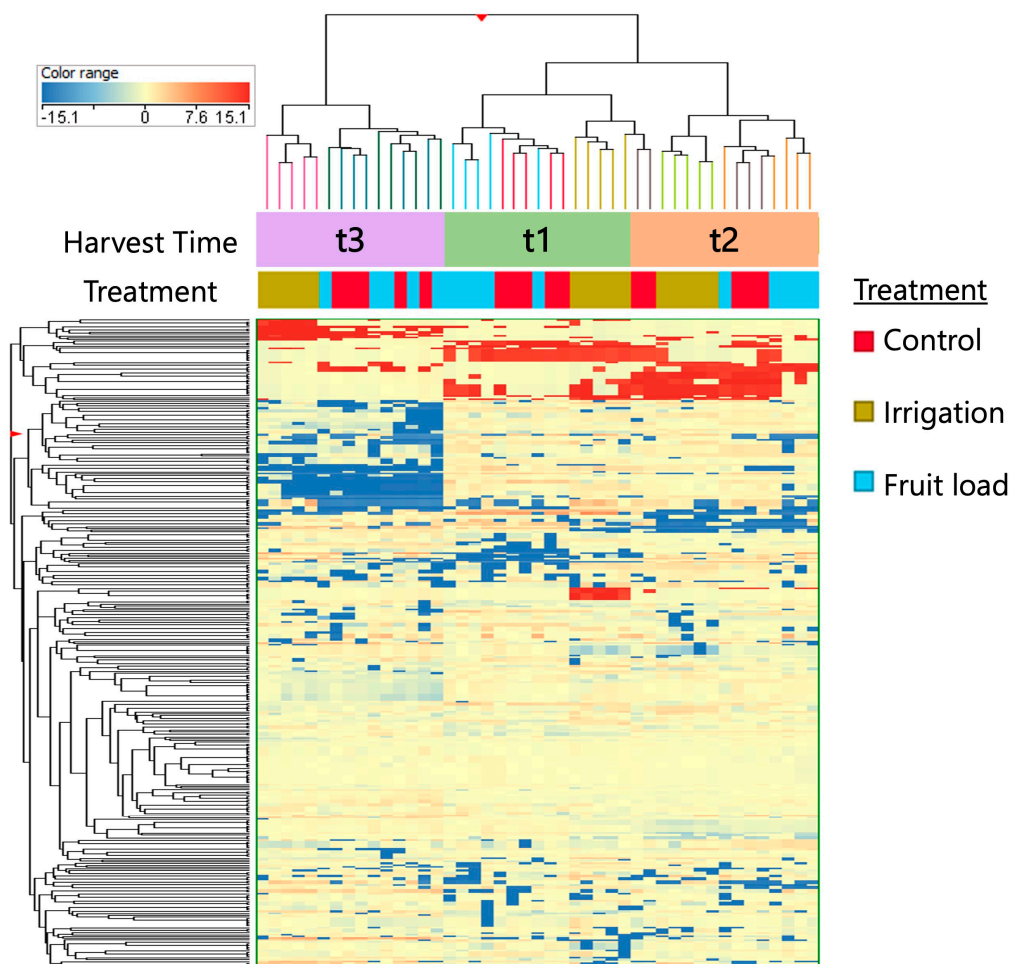 Color range
-15.1 0 7.6 15.1
Harvest Time t3 t1 t2
Treatment
Treatment
Control
Irrigation
Fruit load